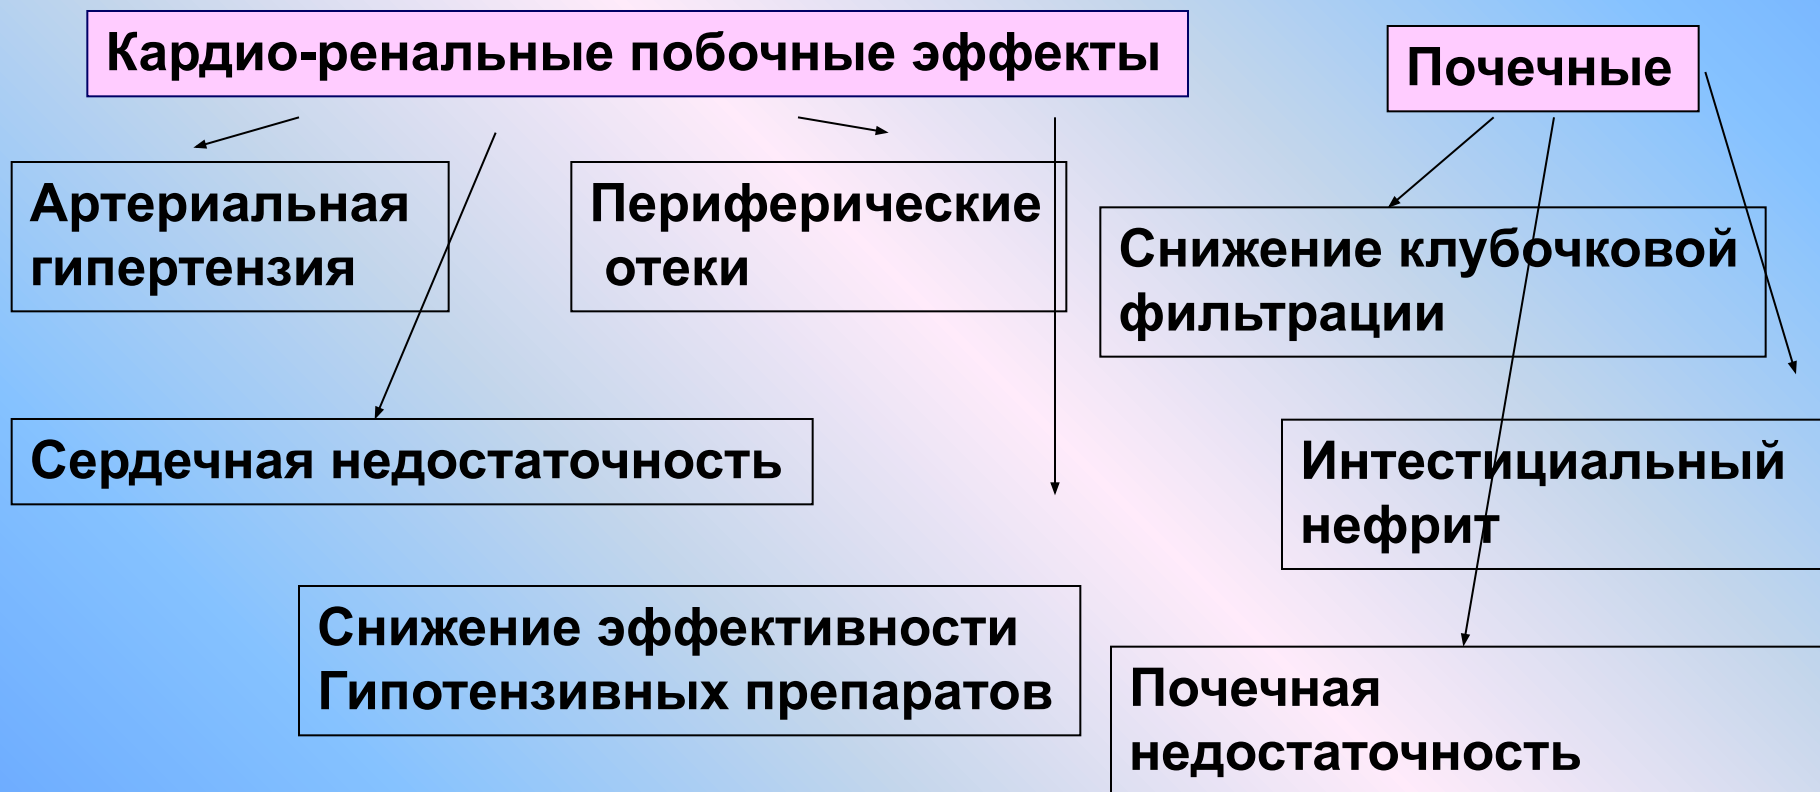 Кардио-ренальные побочные эффекты
Почечные
Артериальная
гипертензия
Периферические
отеки
Снижение клубочковой
фильтрации
Сердечная недостаточность
Интестициальный
нефрит
Снижение эффективности
Гипотензивных препаратов
Почечная
недостаточность